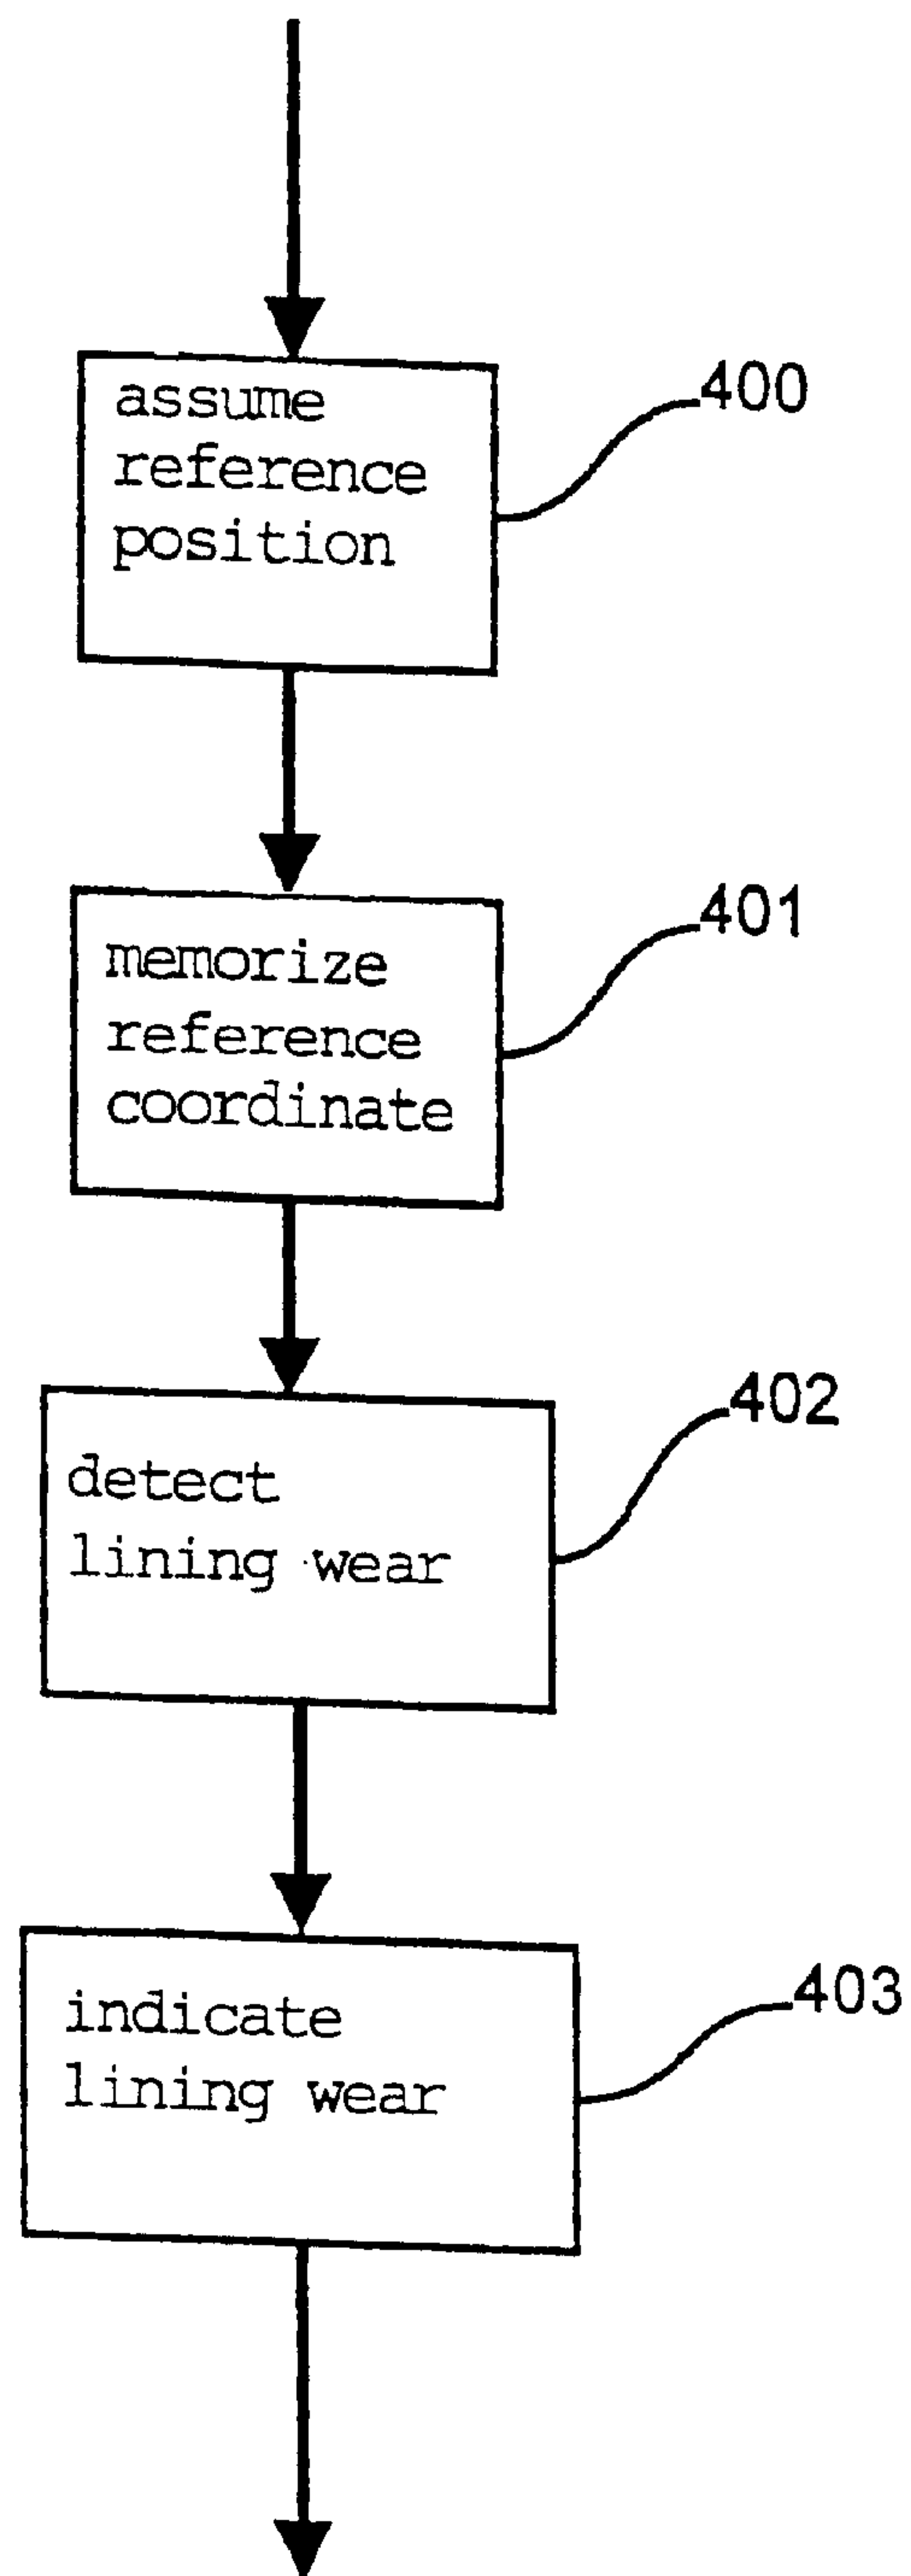 assume
reference
position
400
memorize
reference
coordinate
401
detect
lining wear
402
indicate
lining wear
403